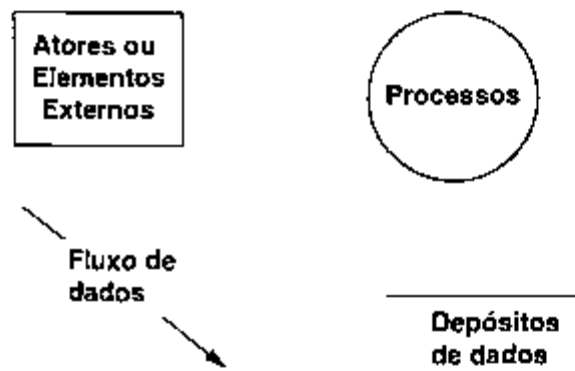 Atores ou
Elementos
Externos
Processos
Fluxo de
dados
Depósitos
de dados